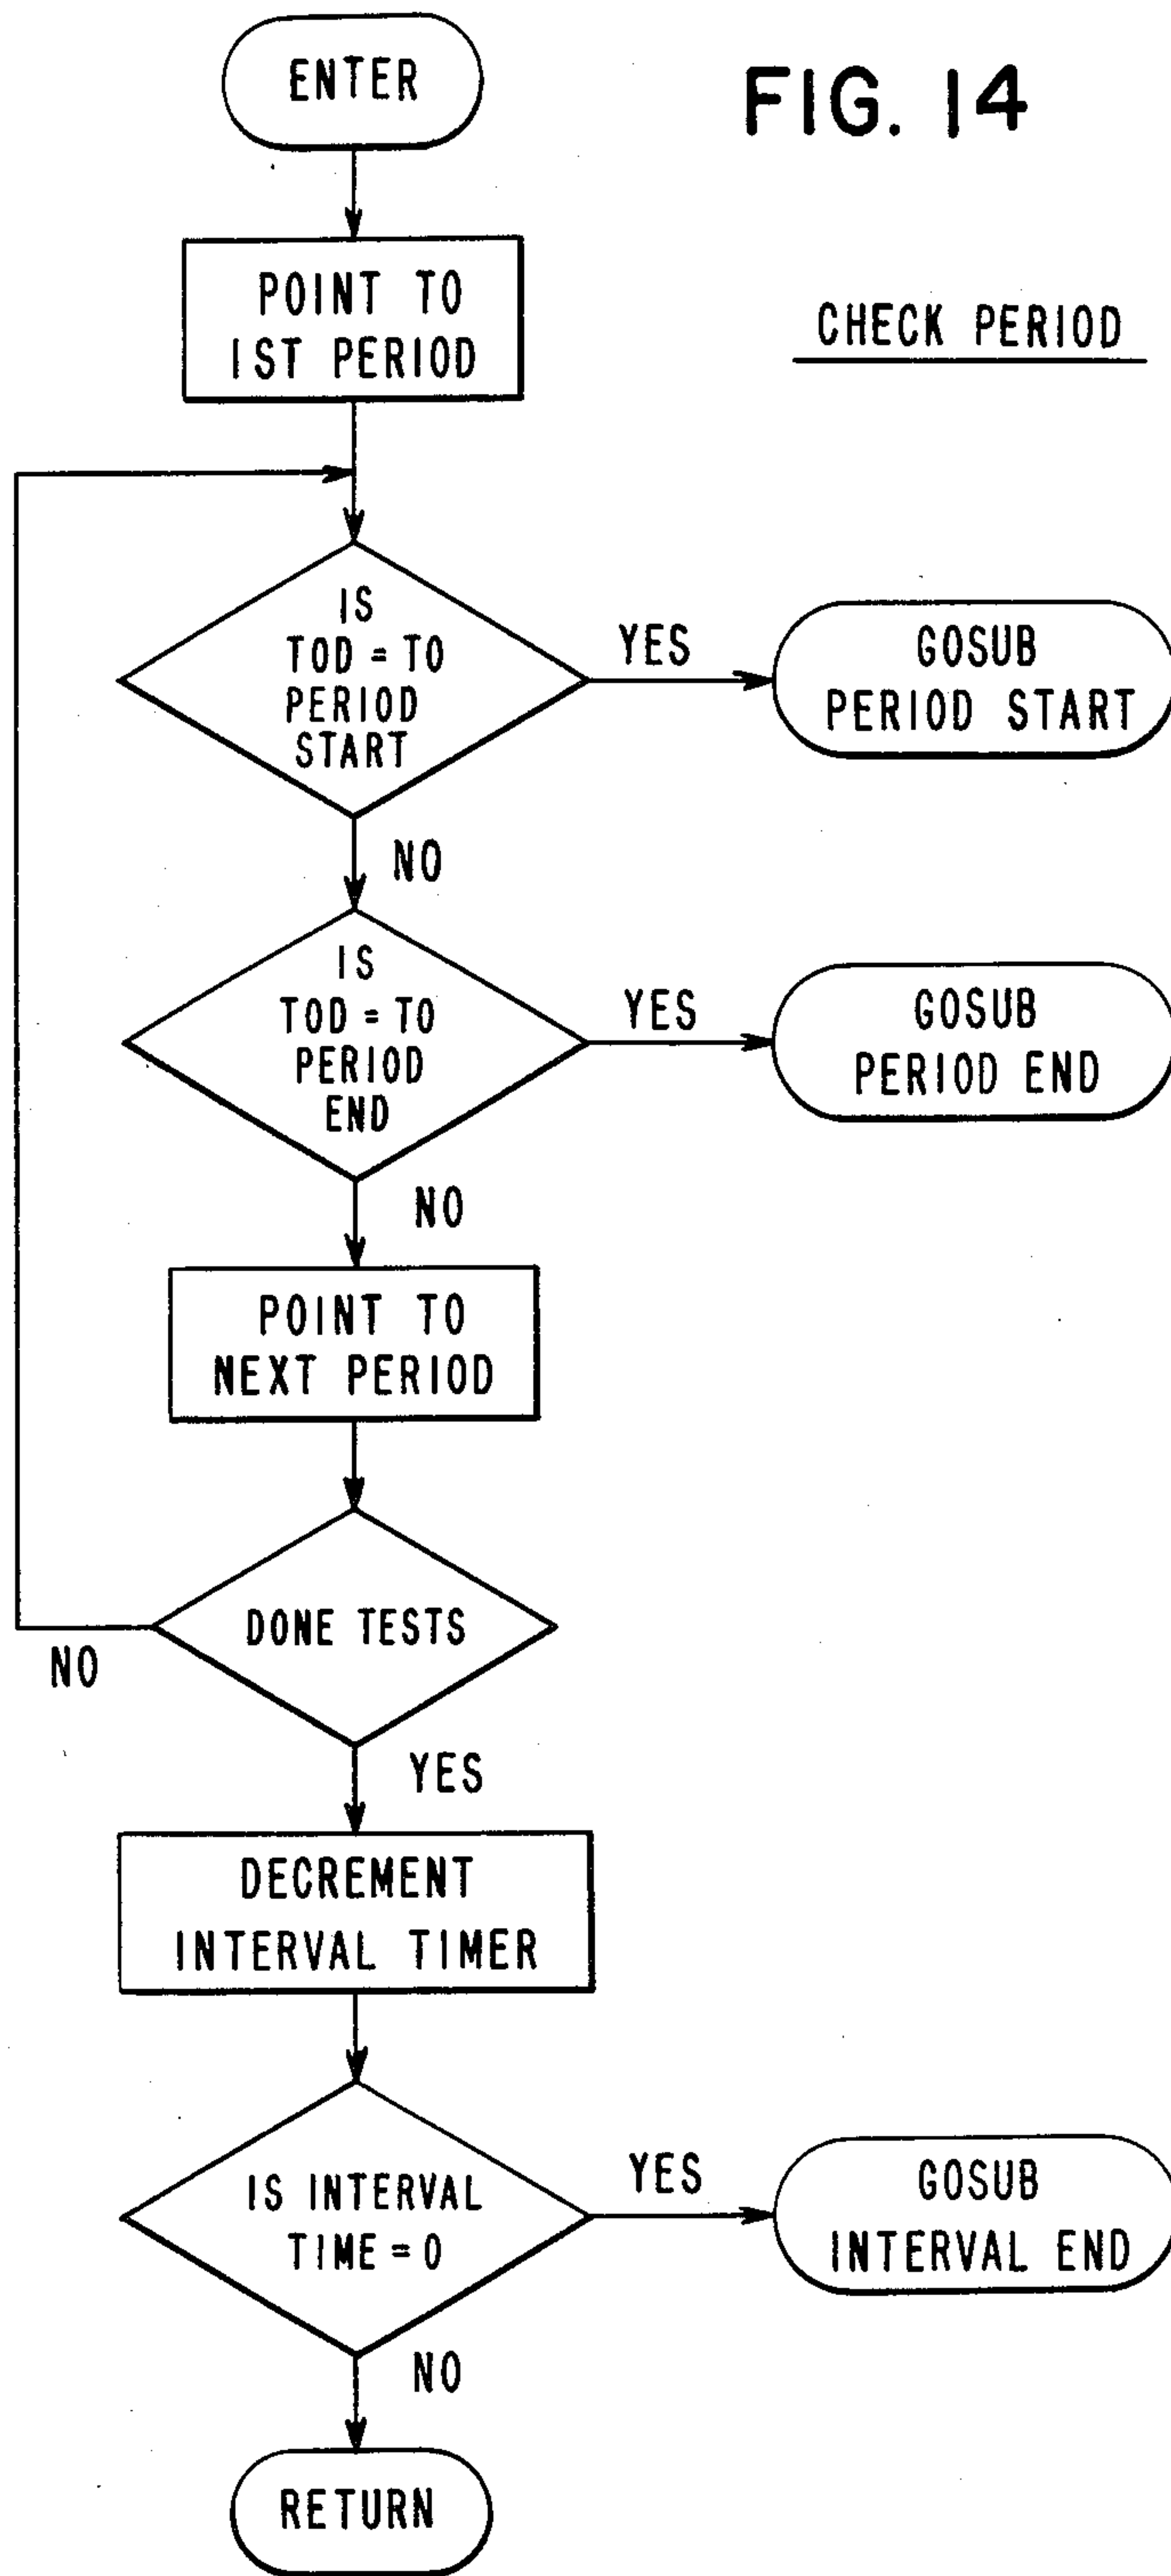 ENTER
FIG. 14
POINT TO
1ST PERIOD
CHECK PERIOD
IS
TOD = TO
PERIOD
START
YES
GOSUB
PERIOD START
NO
IS
TOD = TO
PERIOD
END
YES
GOSUB
PERIOD END
NO
POINT TO
NEXT PERIOD
DONE TESTS
NO
YES
DECREMENT
INTERVAL TIMER
IS INTERVAL
TIME = 0
YES
GOSUB
INTERVAL END
NO
RETURN